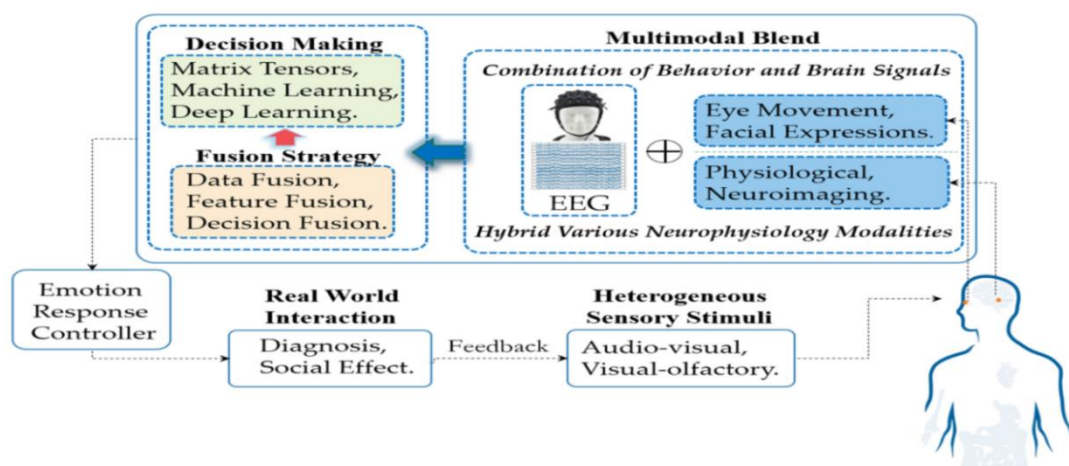 Decision Making
Matrix Tensors,
Machine Learning,
Deep Learning.
Fusion Strategy
Data Fusion,
Feature Fusion,
Decision Fusion.
Multimodal Blend
Combination of Behavior and Brain Signals
EEG
Eye Movement,
Facial Expressions.
Physiological,
Neuroimaging.
Hybrid Various Neurophysiology Modalities
Emotion
Response
Controller
Real World
Interaction
Diagnosis,
Social Effect.
Feedback
Heterogeneous
Sensory Stimuli
Audio-visual,
Visual-olfactory.